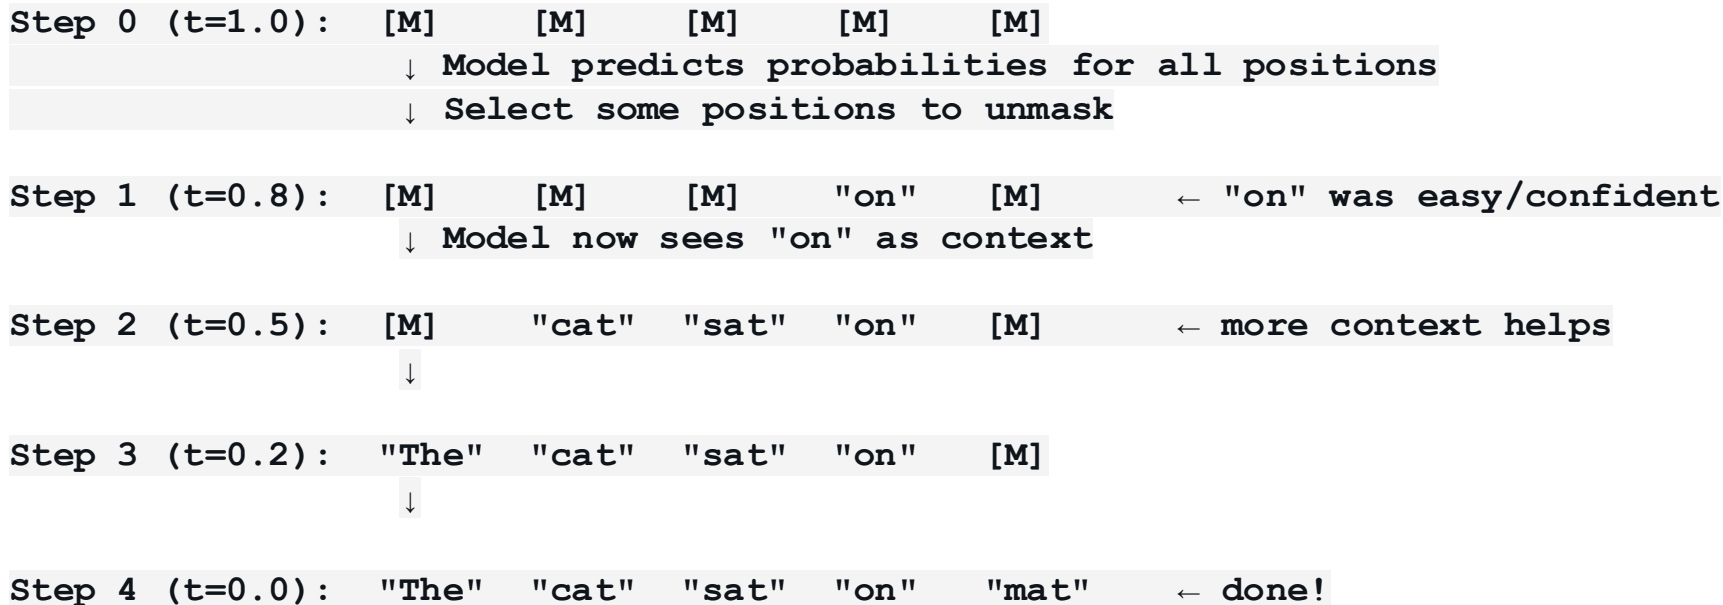 Step 0 (t=1.0): [M] [M] [M] [M] [M]
↓ Model predicts probabilities for all positions
↓ Select some positions to unmask
Step 1 (t=0.8): [M] [M] [M] "on" [M] ← "on" was easy/confident
↓ Model now sees "on" as context
Step 2 (t=0.5): [M] "cat" "sat" "on" [M] ← more context helps
↓
Step 3 (t=0.2): "The" "cat" "sat" "on" [M]
↓
Step 4 (t=0.0): "The" "cat" "sat" "on" "mat" ← done!